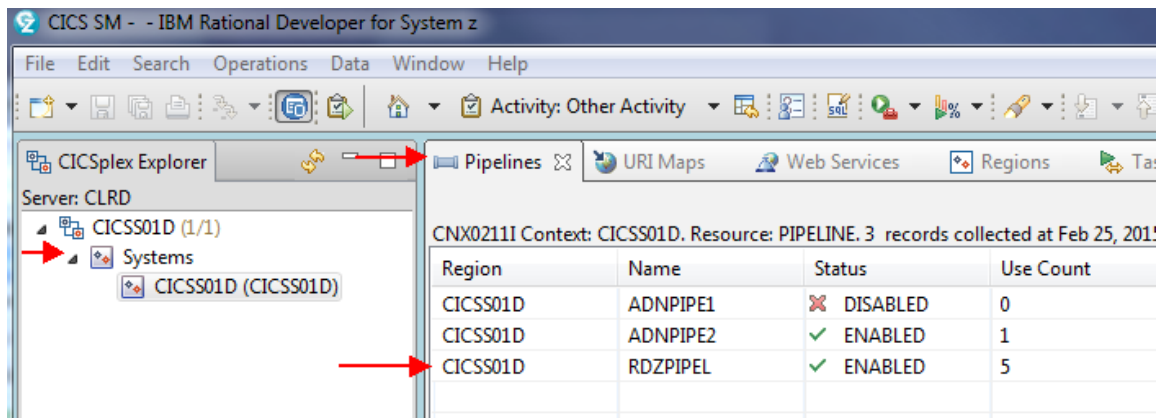 CICS SM - - IBM Rational Developer for System z
File Edit Search Operations Data Window Help
Activity: Other Activity
CICSplex Explorer
Pipelines URI Maps Web Services Regions Tas
Server: CLRD
CICSS01D (1/1)
Systems
CICSS01D (CICSS01D)
CNX0211I Context: CICSS01D. Resource: PIPELINE. 3 records collected at Feb 25, 2015
Region Name Status Use Count
CICSS01D ADNPIPE1 DISABLED 0
CICSS01D ADNPIPE2 ENABLED 1
CICSS01D RDZPIPEL ENABLED 5